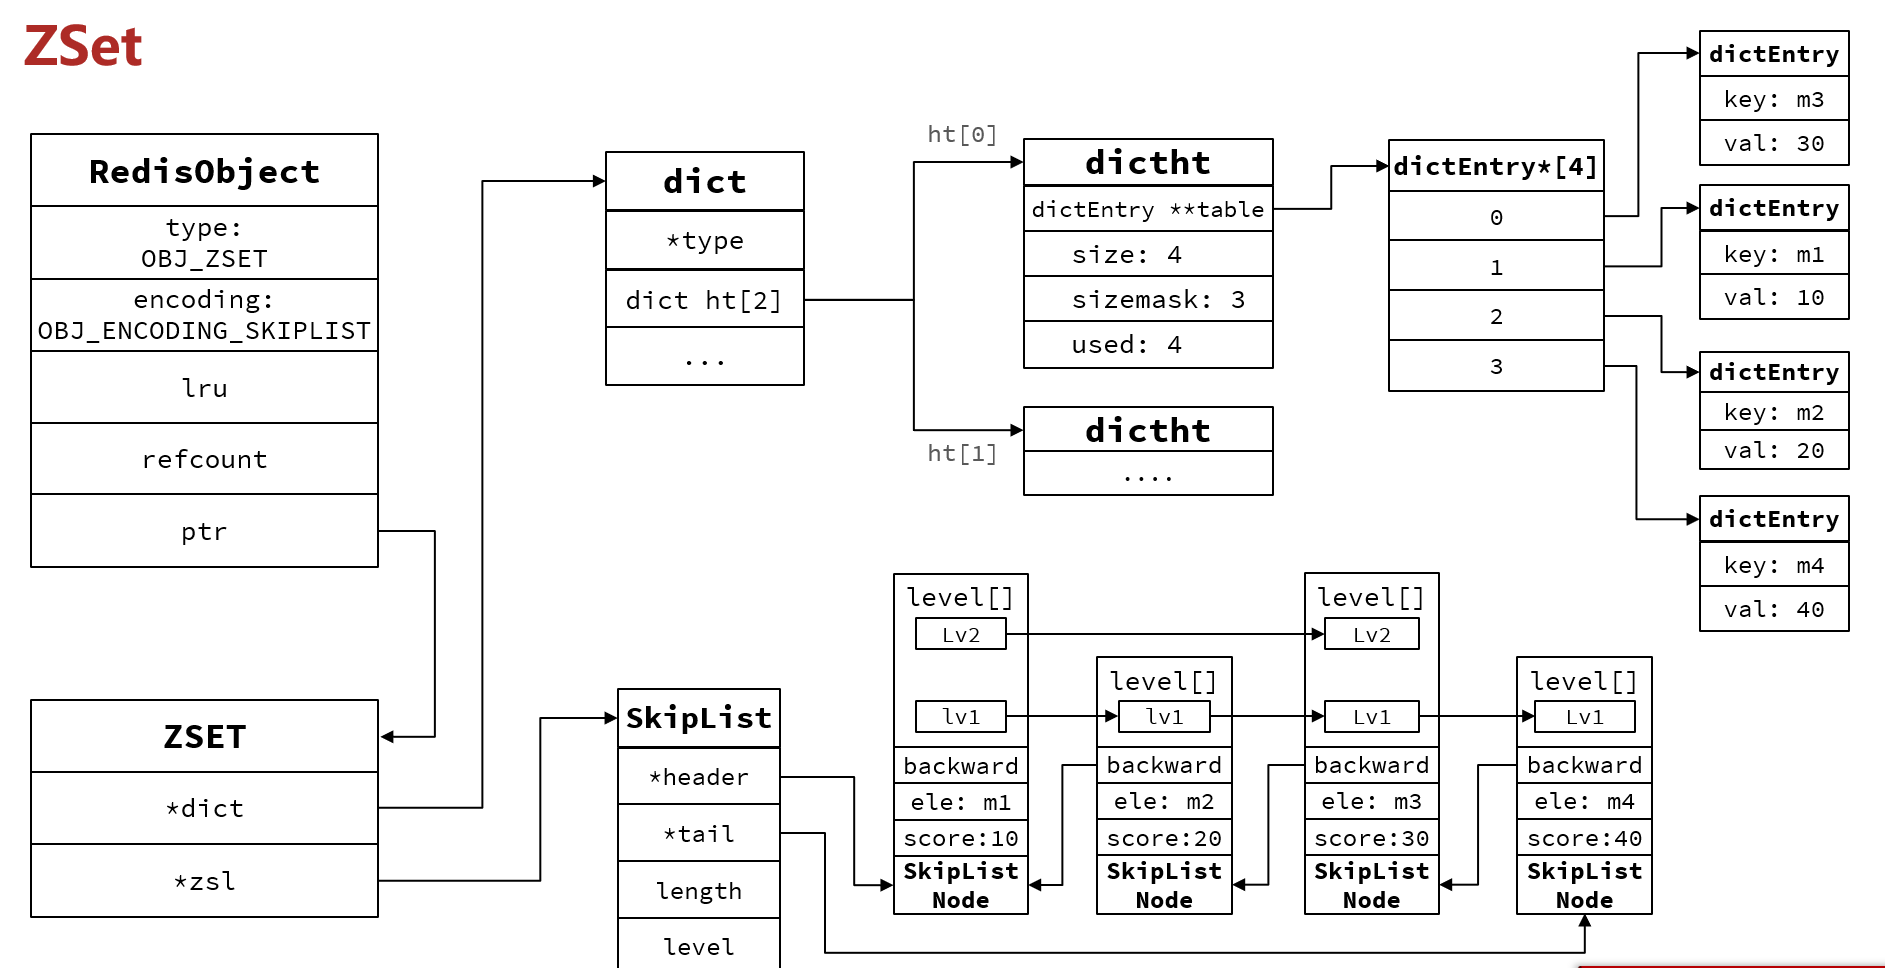 ZSet
RedisObject
type:
OBJ_ZSET
encoding:
OBJ_ENCODING_SKIPLIST
lru
refcount
ptr
ZSET
*dict
*zsl
dict
*type
dict ht[2]
...
ht[0]
dictht
dictEntry **table
size: 4
sizemask: 3
used: 4
ht[1]
dictht
....
dictEntry*[4]
0
1
2
3
dictEntry
key: m3
val: 30
dictEntry
key: m1
val: 10
dictEntry
key: m2
val: 20
dictEntry
key: m4
val: 40
SkipList
*header
*tail
length
level
level[]
Lv2
lv1
backward
ele: m1
score:10
SkipList
Node
level[]
lv1
backward
ele: m2
score:20
SkipList
Node
level[]
Lv2
Lv1
backward
ele: m3
score:30
SkipList
Node
level[]
Lv1
backward
ele: m4
score:40
SkipList
Node